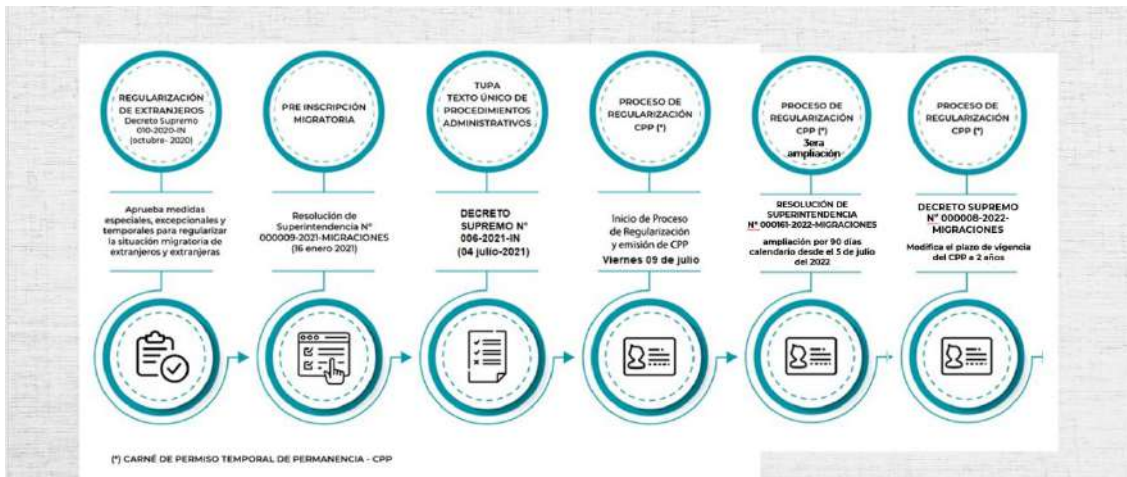 REGULARIZACIÓN
DE EXTRANJEROS
Decreto Supremo
010-2020-IN
(octubre- 2020)
Aprueba medidas
especiales, excepcionales y
temporales para regularizar
la situación migratoria de
extranjeros y extranjeras
PRE INSCRIPCIÓN
MIGRATORIA
Resolución de
Superintendencia Nº
000009-2021-MIGRACIONES
(16 enero 2021)
TUPA
TEXTO ÚNICO DE
PROCEDIMIENTOS
ADMINISTRATIVOS
DECRETO
SUPREMO Nº
006-2021-IN
(04 julio-2021)
PROCESO DE
REGULARIZACIÓN
CPP (*)
Inicio de Proceso
de Regularización
y emisión de CPP
Viernes 09 de julio
PROCESO DE
REGULARIZACIÓN
CPP (*)
3era
ampliación
RESOLUCIÓN DE
SUPERINTENDENCIA
Nº 000161-2022-MIGRACIONES
ampliación por 90 días
calendario desde el 5 de julio
del 2022
PROCESO DE
REGULARIZACIÓN
CPP (*)
DECRETO SUPREMO
Nº 000008-2022-
MIGRACIONES
Modifica el plazo de vigencia
del CPP a 2 años
(*) CARNÉ DE PERMISO TEMPORAL DE PERMANENCIA - CPP